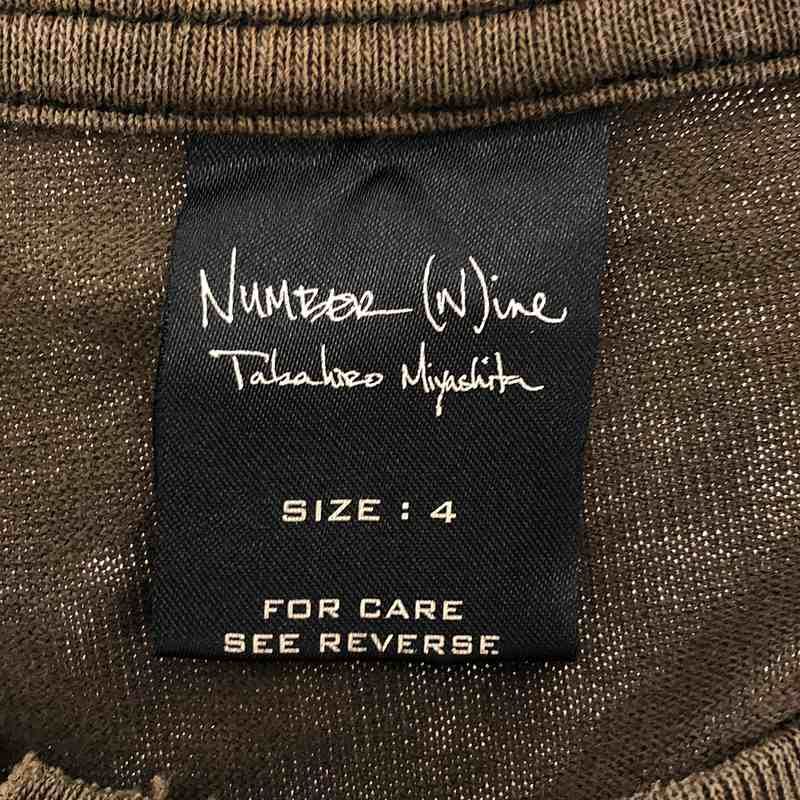 NUMBER (N)ine
Takahiro Miyashita
SIZE : 4
FOR CARE
SEE REVERSE